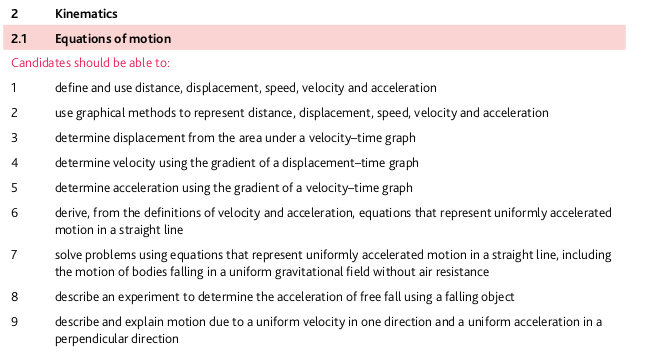 2 Kinematics
2.1 Equations of motion
Candidates should be able to:
1 define and use distance, displacement, speed, velocity and acceleration
2 use graphical methods to represent distance, displacement, speed, velocity and acceleration
3 determine displacement from the area under a velocity–time graph
4 determine velocity using the gradient of a displacement–time graph
5 determine acceleration using the gradient of a velocity–time graph
6 derive, from the definitions of velocity and acceleration, equations that represent uniformly accelerated
motion in a straight line
7 solve problems using equations that represent uniformly accelerated motion in a straight line, including
the motion of bodies falling in a uniform gravitational field without air resistance
8 describe an experiment to determine the acceleration of free fall using a falling object
9 describe and explain motion due to a uniform velocity in one direction and a uniform acceleration in a
perpendicular direction